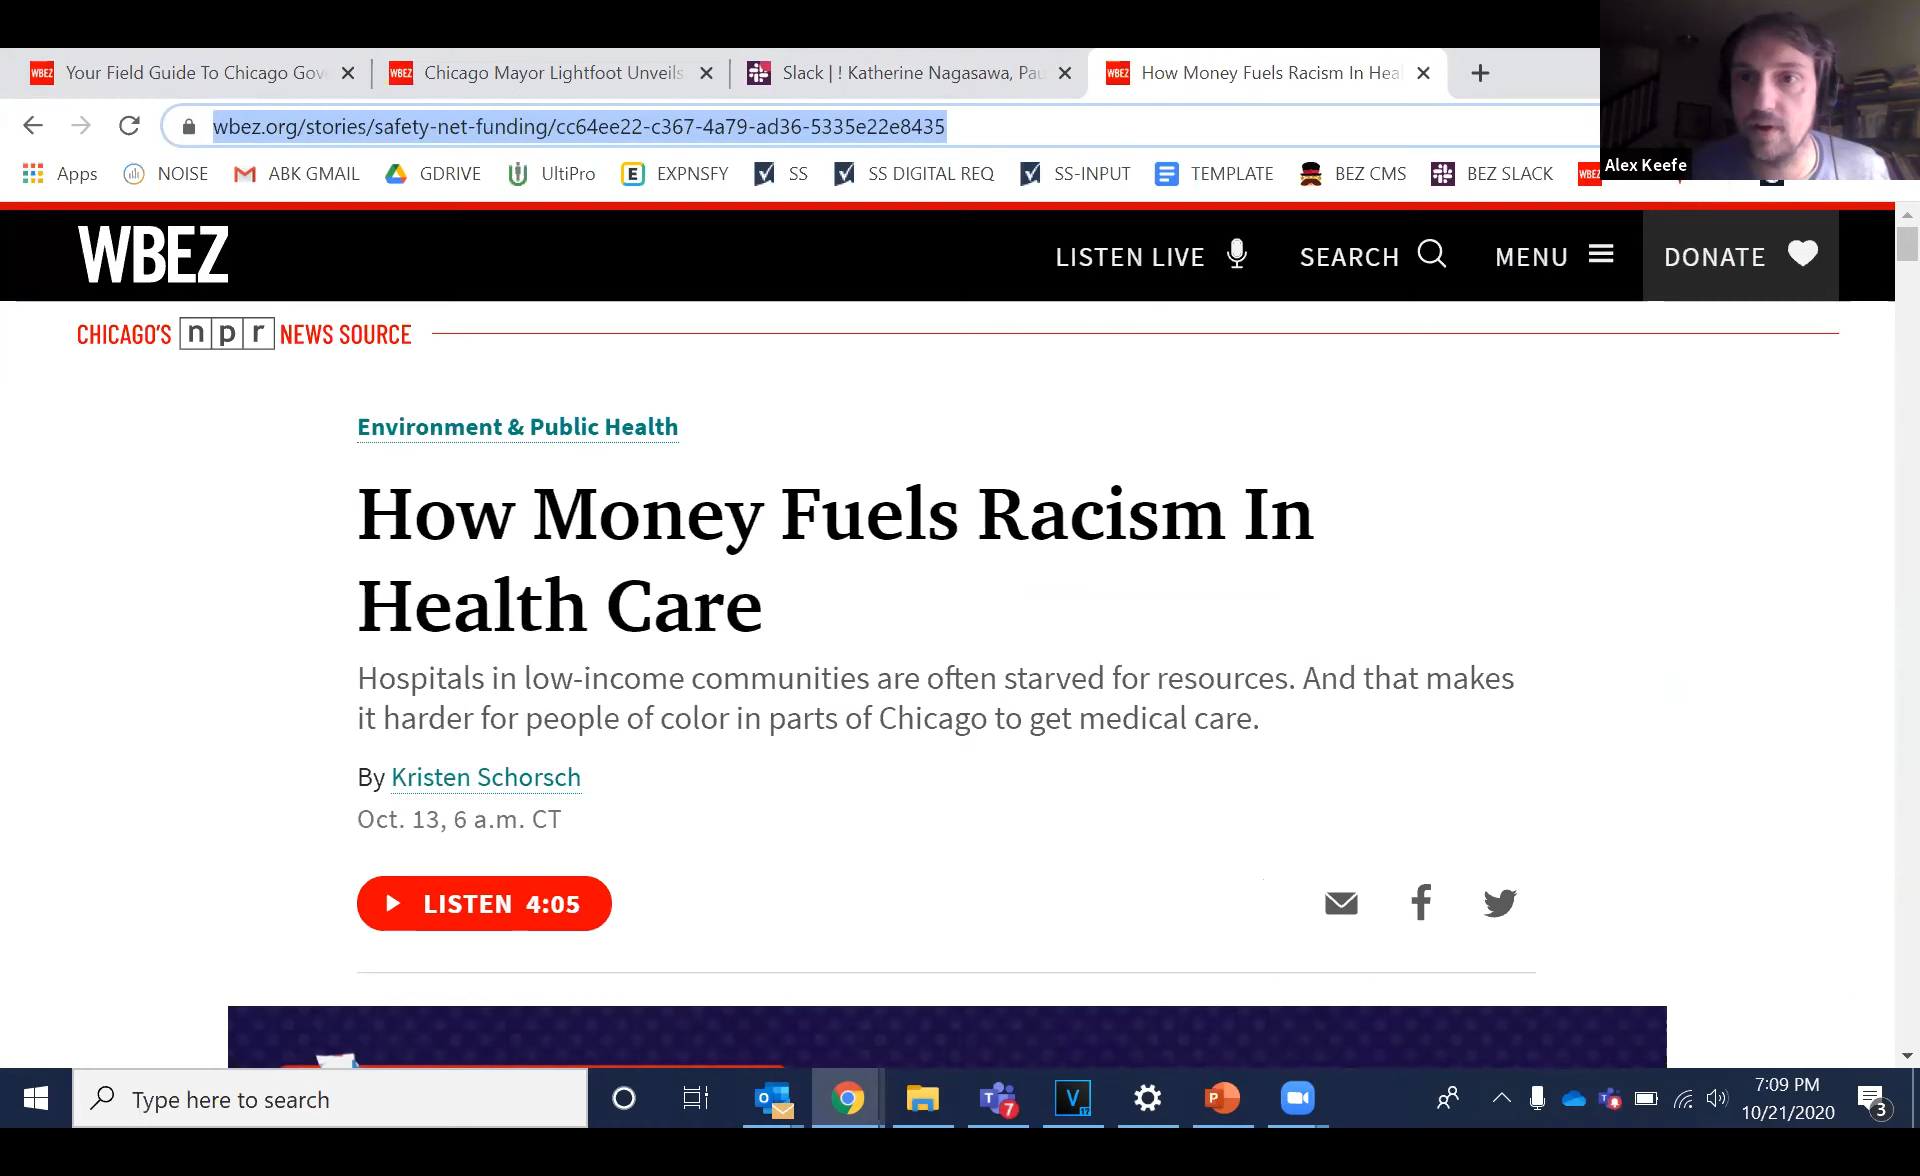 Your Field Guide To Chicago Gov
Chicago Mayor Lightfoot Unveils
Slack | ! Katherine Nagasawa, Pau
How Money Fuels Racism In Heal
wbez.org/stories/safety-net-funding/cc64ee22-c367-4a79-ad36-5335e22e8435
Alex Keefe
Apps
NOISE
ABK GMAIL
GDRIVE
UltiPro
EXPNSFY
SS
SS DIGITAL REQ
SS-INPUT
TEMPLATE
BEZ CMS
BEZ SLACK
WBEZ
LISTEN LIVE
SEARCH
MENU
DONATE
CHICAGO'S npr NEWS SOURCE
Environment & Public Health
How Money Fuels Racism In
Health Care
Hospitals in low-income communities are often starved for resources. And that makes
it harder for people of color in parts of Chicago to get medical care.
By Kristen Schorsch
Oct. 13, 6 a.m. CT
LISTEN 4:05
Type here to search
7
7:09 PM
10/21/2020
3